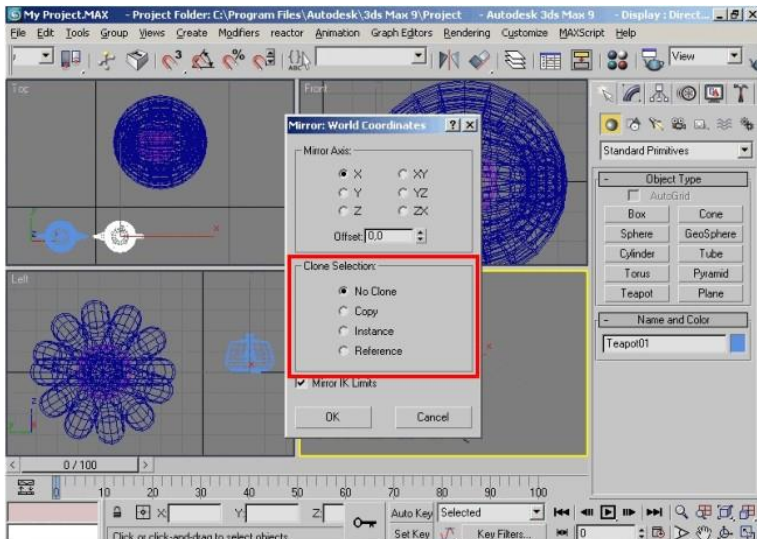 My Project.MAX - Project Folder: C:\Program Files\Autodesk\3ds Max 9\Project - Autodesk 3ds Max 9 - Display : Direct...
File Edit Tools Group Views Create Modifiers reactor Animation Graph Editors Rendering Customize MAXScript Help
View
Top
Front
Mirror: World Coordinates
Mirror Axis:
X XY
Y YZ
Z ZX
Offset: 0,0
Clone Selection:
No Clone
Copy
Instance
Reference
Mirror IK Limits
OK Cancel
Standard Primitives
- Object Type
AutoGrid
Box Cone
Sphere GeoSphere
Cylinder Tube
Torus Pyramid
Teapot Plane
- Name and Color
Teapot01
Left
0 / 100
0 10 20 30 40 50 60 70 80 90 100
X: Y: Z: Auto Key Selected
Click or click-and-drag to select objects Set Key Key Filters... 0